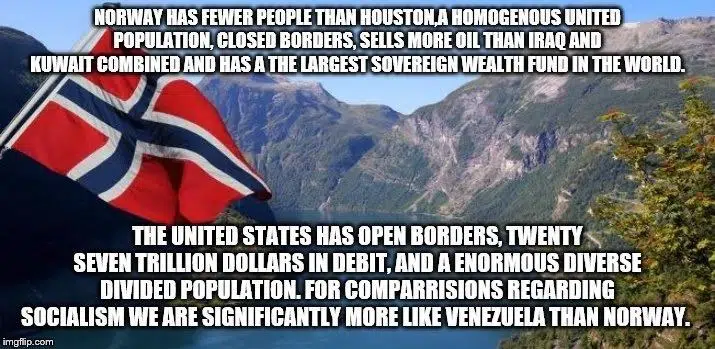 NORWAY HAS FEWER PEOPLE THAN HOUSTON,A HOMOGENOUS UNITED
POPULATION, CLOSED BORDERS, SELLS MORE OIL THAN IRAQ AND
KUWAIT COMBINED AND HAS A THE LARGEST SOVEREIGN WEALTH FUND IN THE WORLD.
THE UNITED STATES HAS OPEN BORDERS, TWENTY
SEVEN TRILLION DOLLARS IN DEBIT, AND A ENORMOUS DIVERSE
DIVIDED POPULATION. FOR COMPARRISIONS REGARDING
SOCIALISM WE ARE SIGNIFICANTLY MORE LIKE VENEZUELA THAN NORWAY.
imgflip.com